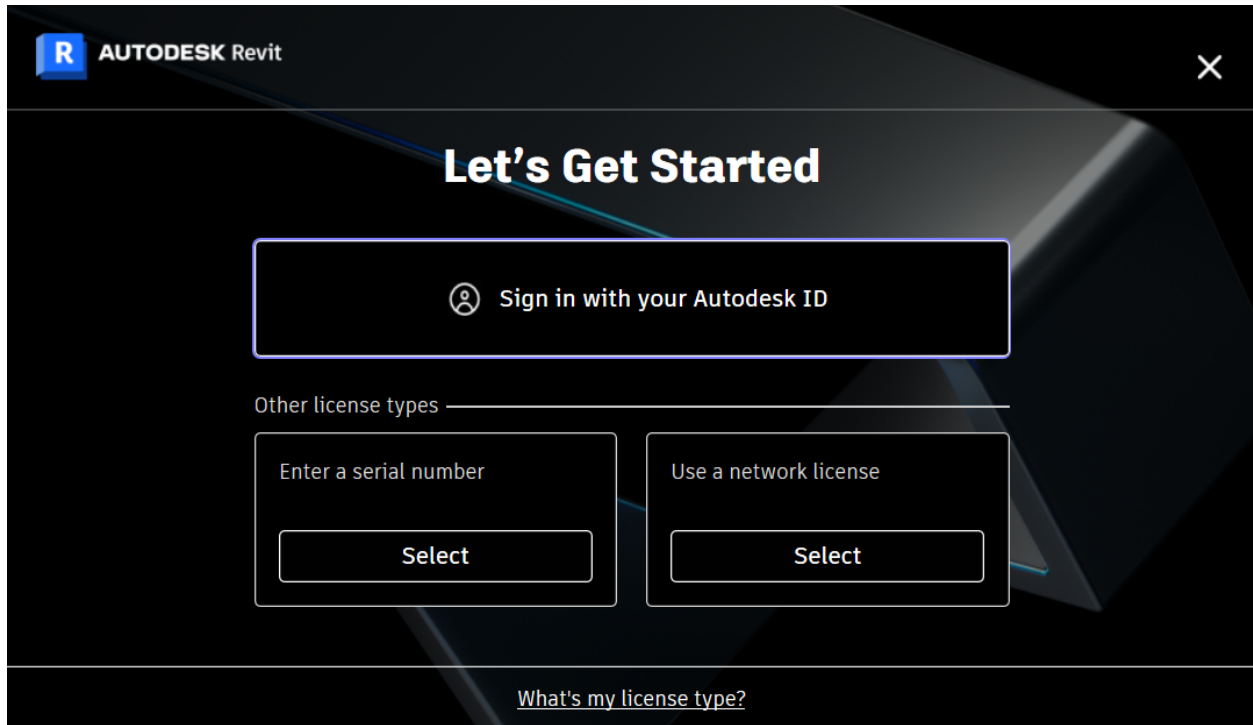 R AUTODESK Revit
Let's Get Started
Sign in with your Autodesk ID
Other license types
Enter a serial number
Use a network license
Select
Select
What's my license type?